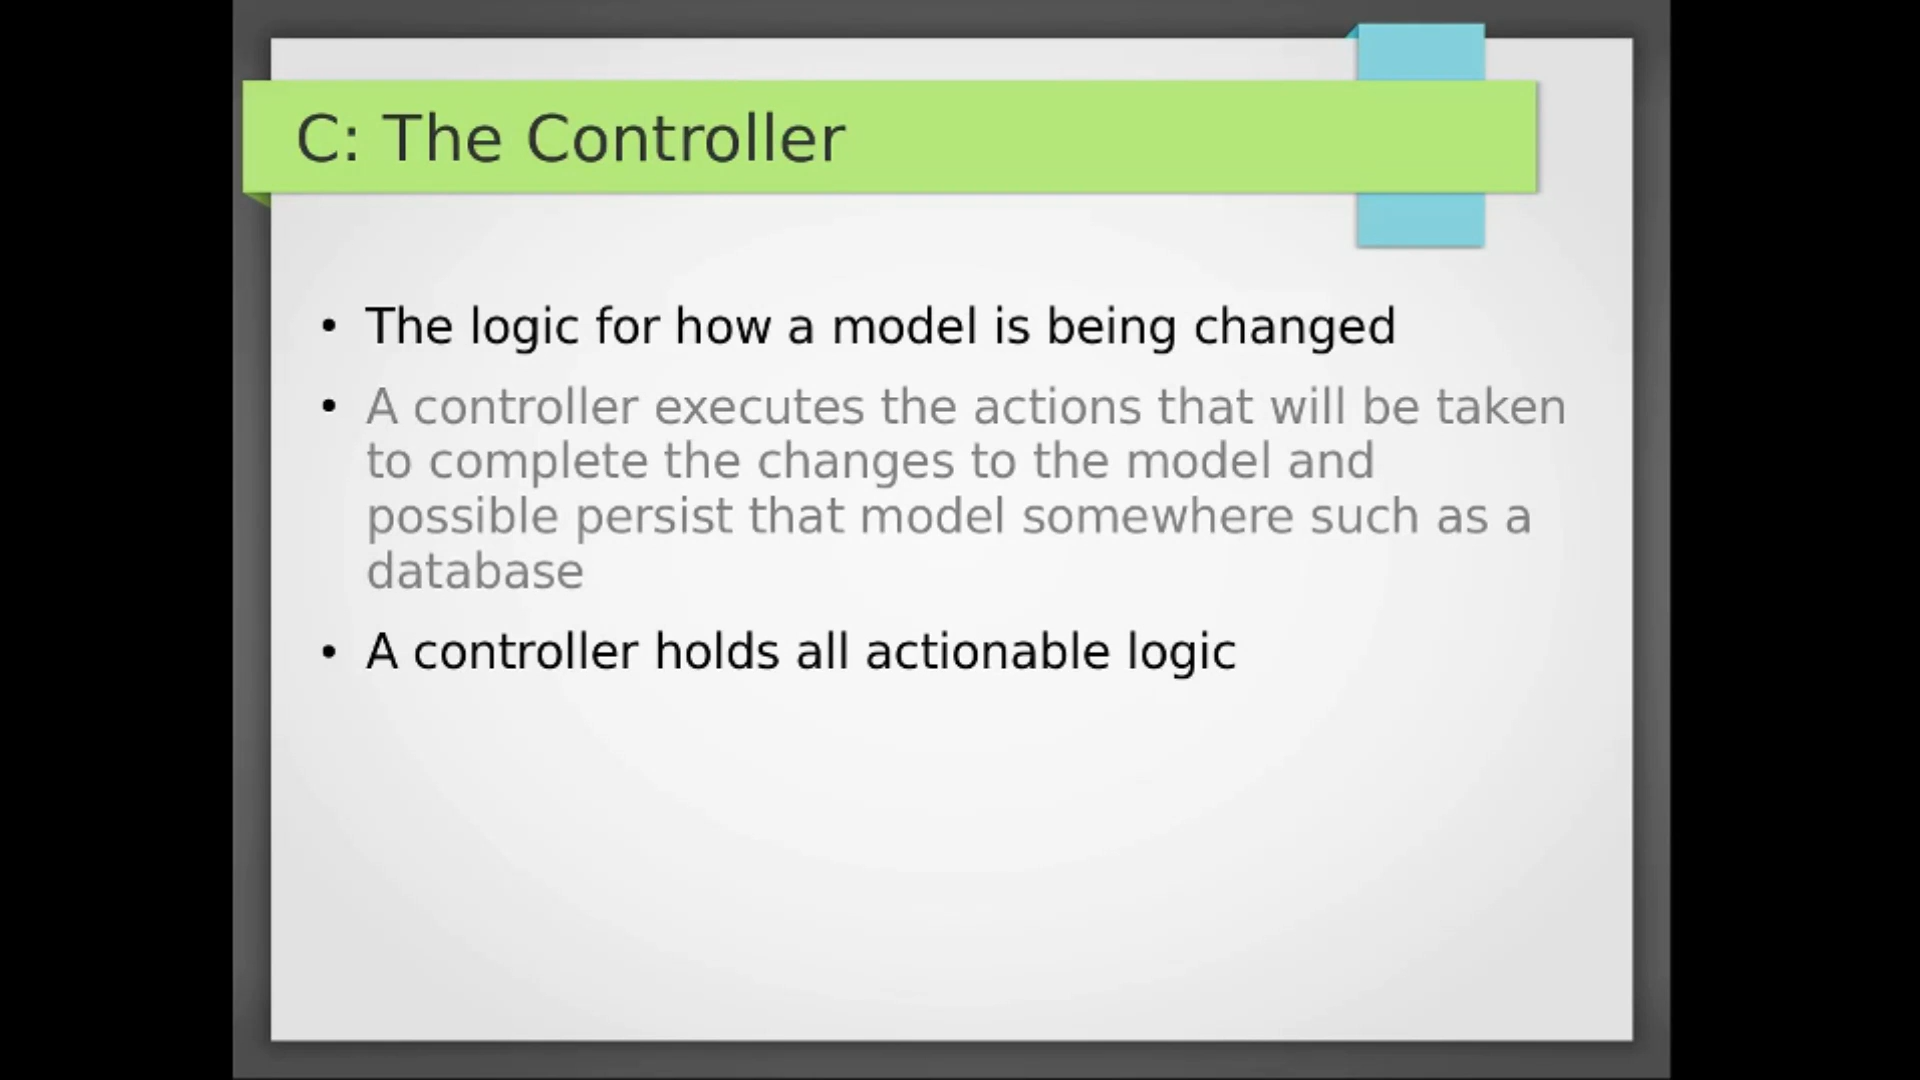 C: The Controller
• The logic for how a model is being changed
• A controller executes the actions that will be taken
to complete the changes to the model and
possible persist that model somewhere such as a
database
• A controller holds all actionable logic